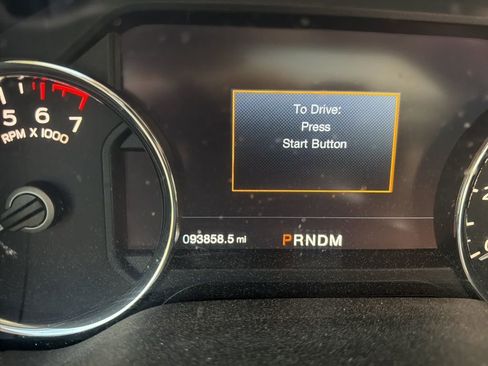 To Drive:
Press
Start Button
5 6 7
RPM X 1000
093858.5 mi
PRNDM